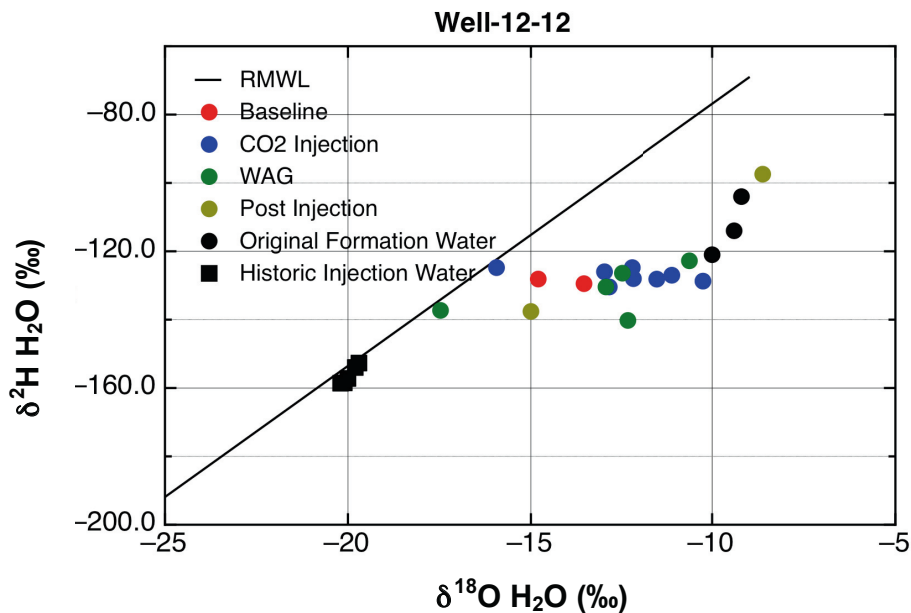 Well-12-12
RMWL
Baseline
CO2 Injection
WAG
Post Injection
Original Formation Water
Historic Injection Water
−80.0
−120.0
−160.0
−200.0
−25
−20
−15
−10
−5
δ²H H₂O (‰)
δ¹⁸O H₂O (‰)